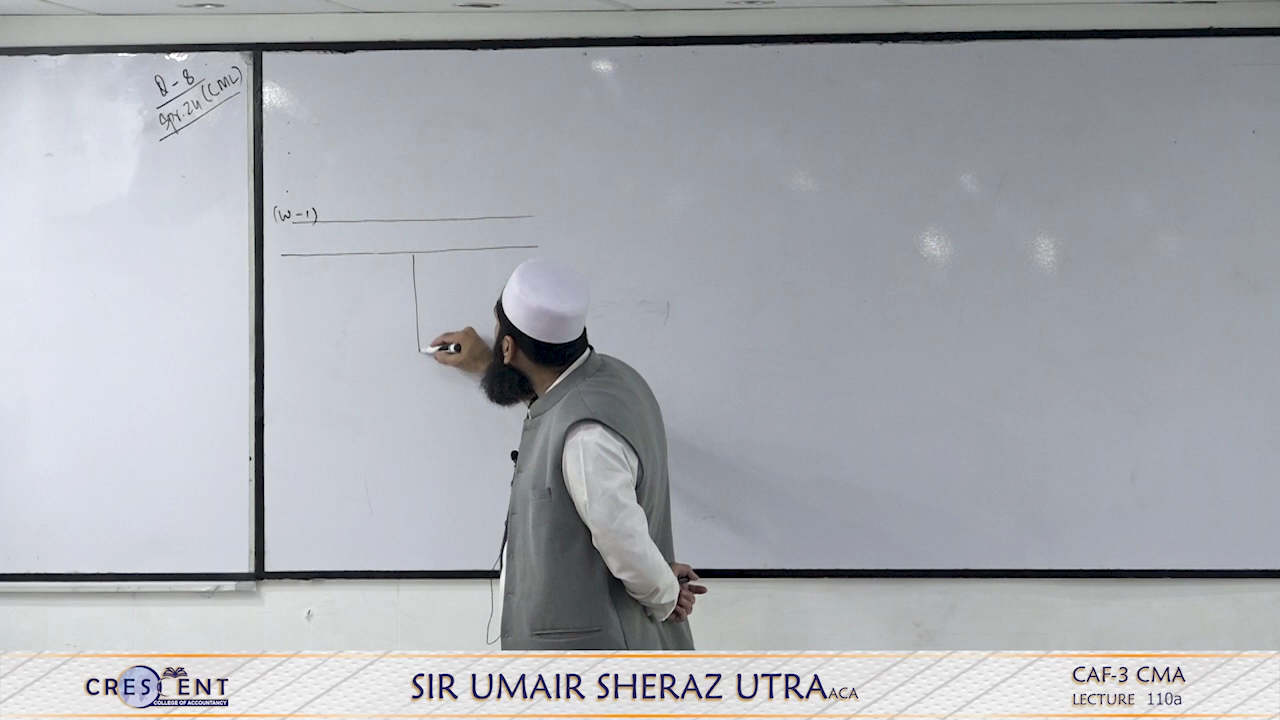 Q-8
Spr.24 (CML)
(W-1)
CRESCENT
COLLEGE OF ACCOUNTANCY
SIR UMAIR SHERAZ UTRA ACA
CAF-3 CMA
LECTURE 110a